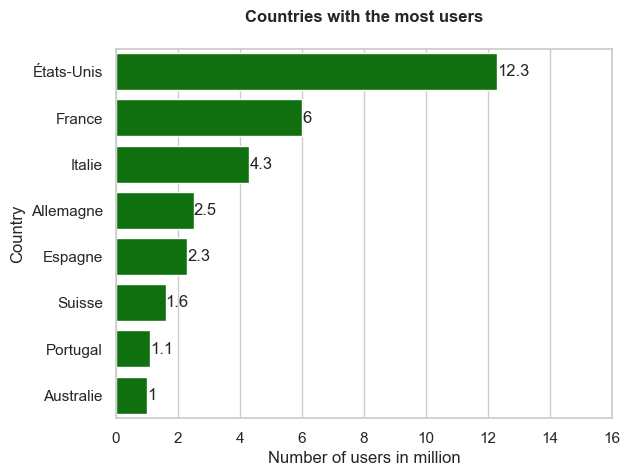 Countries with the most users
États-Unis
12.3
France
6
Italie
4.3
Allemagne
2.5
Espagne
2.3
Suisse
1.6
Portugal
1.1
Australie
1
Country
0 2 4 6 8 10 12 14 16
Number of users in million